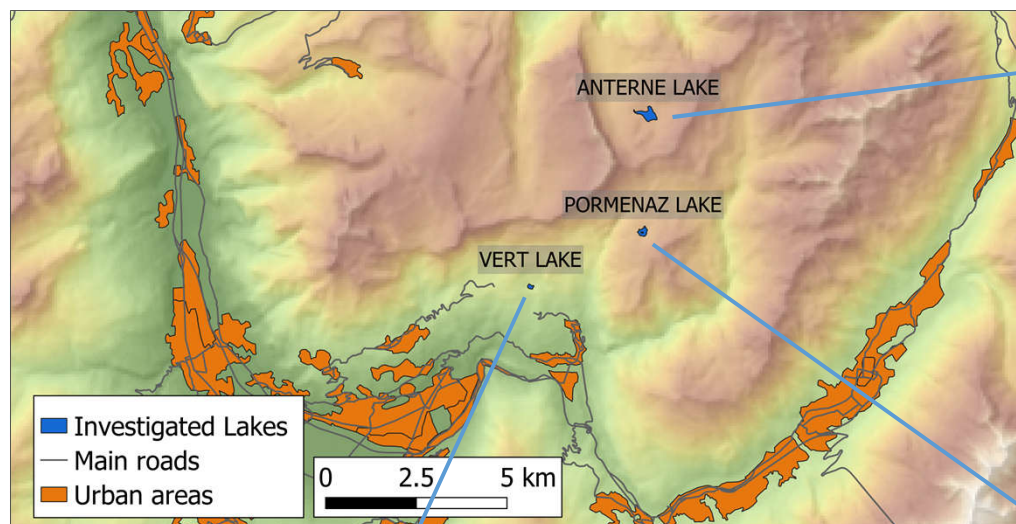 ANTERNE LAKE
PORMENAZ LAKE
VERT LAKE
Investigated Lakes
Main roads
Urban areas
0 2.5 5 km